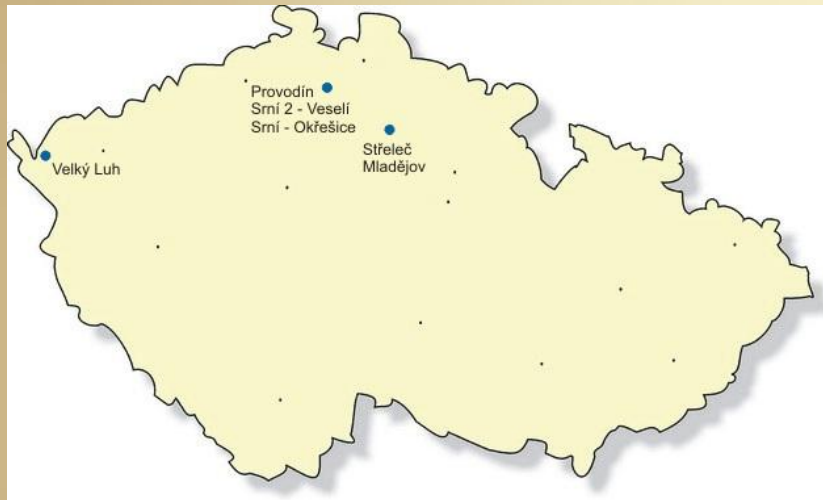 Provodín
Srní 2 - Veselí
Srní - Okřešice
Střeleč
Mladějov
Velký Luh